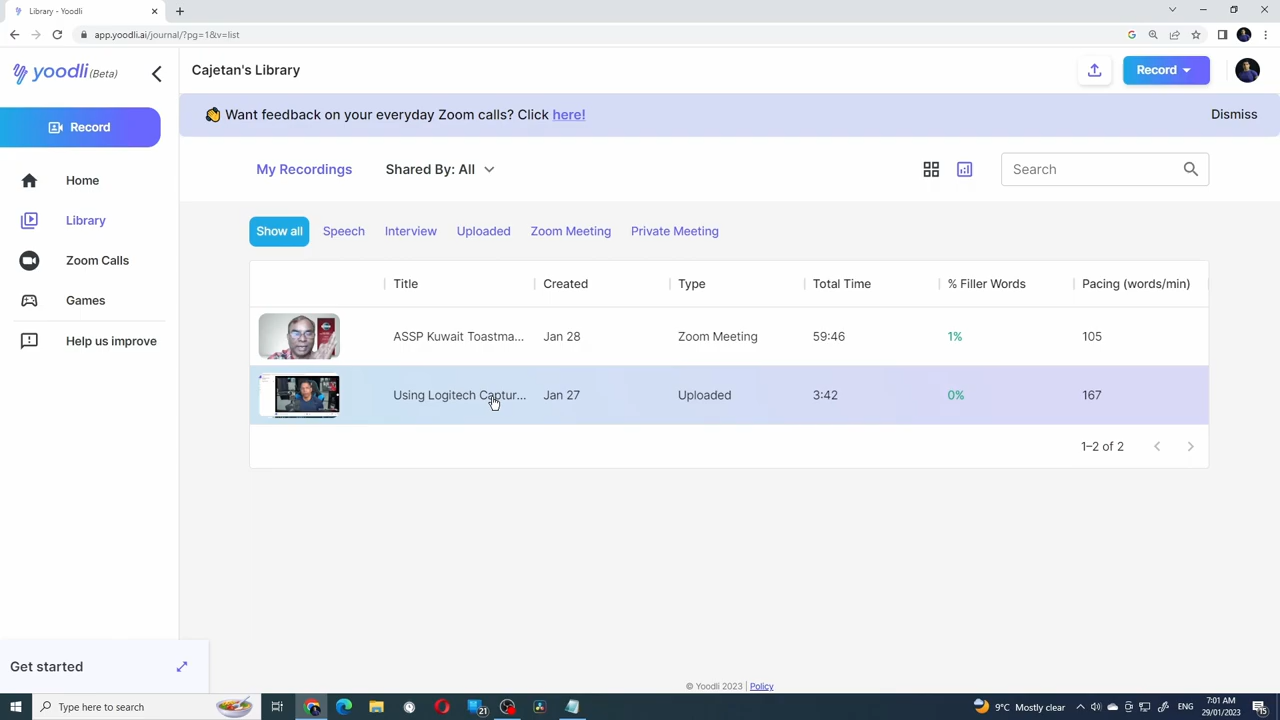 Library - Yoodli
app.yoodli.ai/journal/?pg=1&v=list
yoodli (Beta)
Cajetan's Library
Record
Record
👏 Want feedback on your everyday Zoom calls? Click here!
Dismiss
Home
Library
Zoom Calls
Games
Help us improve
My Recordings
Shared By: All
Search
Show all
Speech
Interview
Uploaded
Zoom Meeting
Private Meeting
Title Created Type Total Time % Filler Words Pacing (words/min)
ASSP Kuwait Toastma... Jan 28 Zoom Meeting 59:46 1% 105
Using Logitech Captur... Jan 27 Uploaded 3:42 0% 167
1–2 of 2
Get started
© Yoodli 2023 | Policy
Type here to search
21
9°C Mostly clear
ENG
7:01 AM
29/01/2023
15